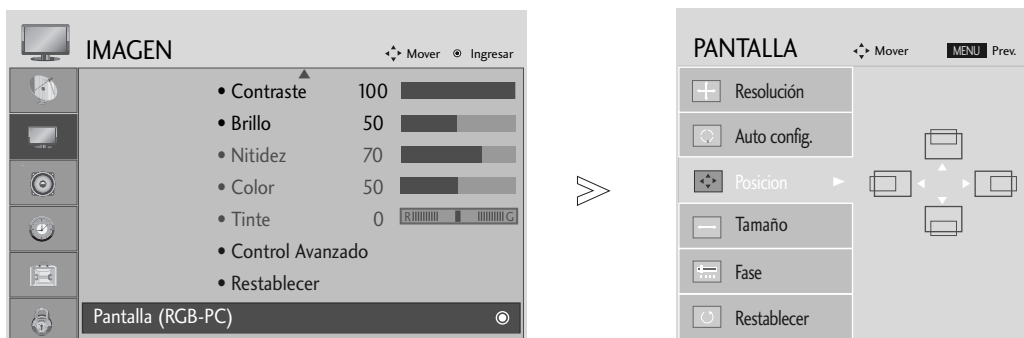 IMAGEN
Mover Ingresar
• Contraste 100
• Brillo 50
• Nitidez 70
• Color 50
• Tinte 0 R G
• Control Avanzado
• Restablecer
Pantalla (RGB-PC)
PANTALLA
Mover MENU Prev.
Resolución
Auto config.
Posicion
Tamaño
Fase
Restablecer